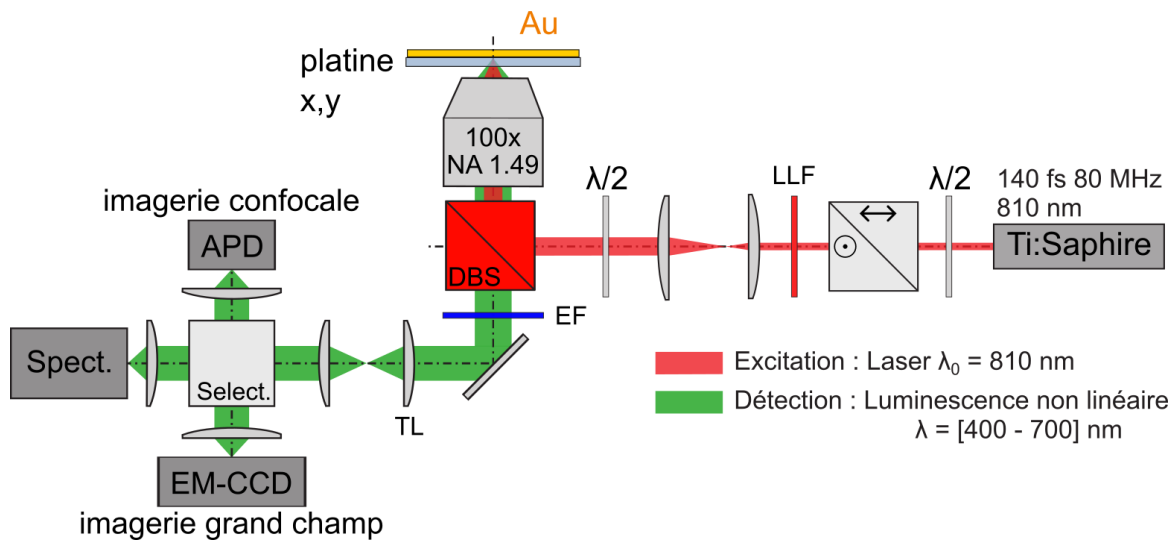 Au
platine
x,y
100x
NA 1.49
λ/2
LLF
λ/2
140 fs 80 MHz
810 nm
Ti:Saphire
imagerie confocale
APD
DBS
EF
Spect.
Select.
TL
Excitation : Laser λ₀ = 810 nm
Détection : Luminescence non linéaire
λ = [400 - 700] nm
EM-CCD
imagerie grand champ